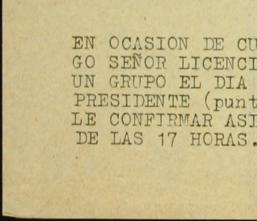 EN OCASION DE CU
GO SEÑOR LICENCI
UN GRUPO EL DIA
PRESIDENTE (punt
LE CONFIRMAR ASI
DE LAS 17 HORAS.